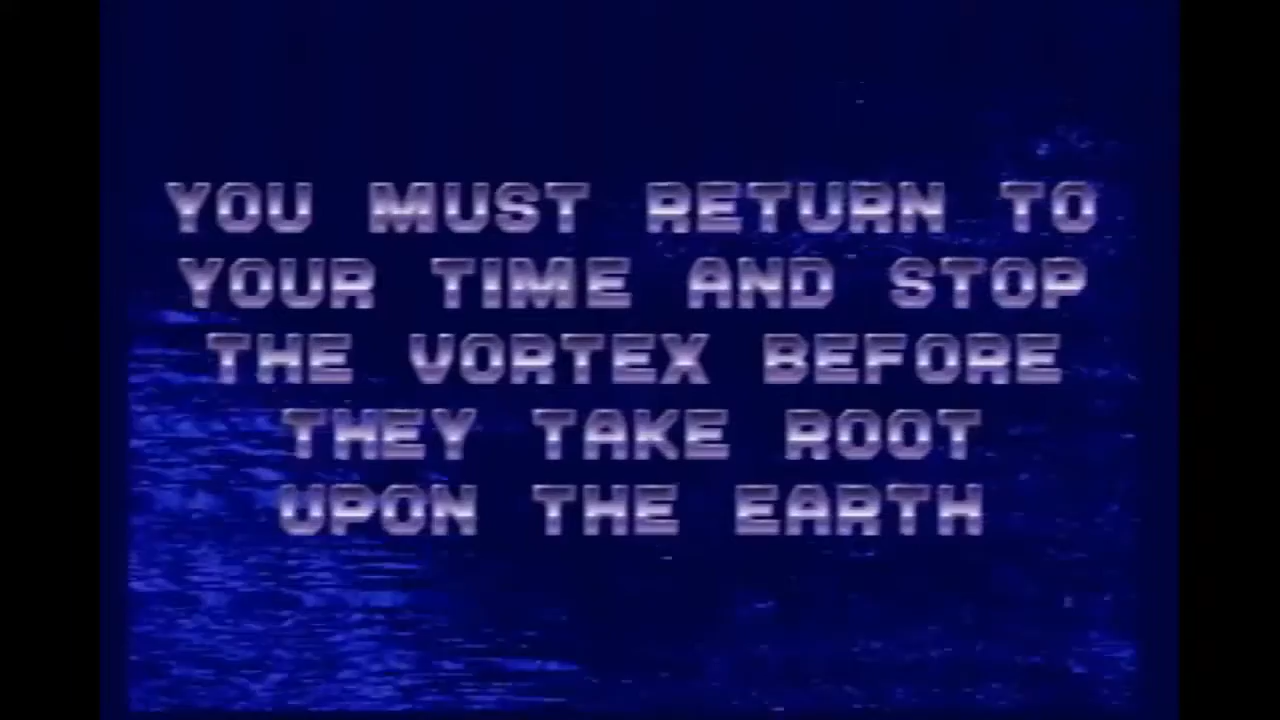 YOU MUST RETURN TO
YOUR TIME AND STOP
THE VORTEX BEFORE
THEY TAKE ROOT
UPON THE EARTH